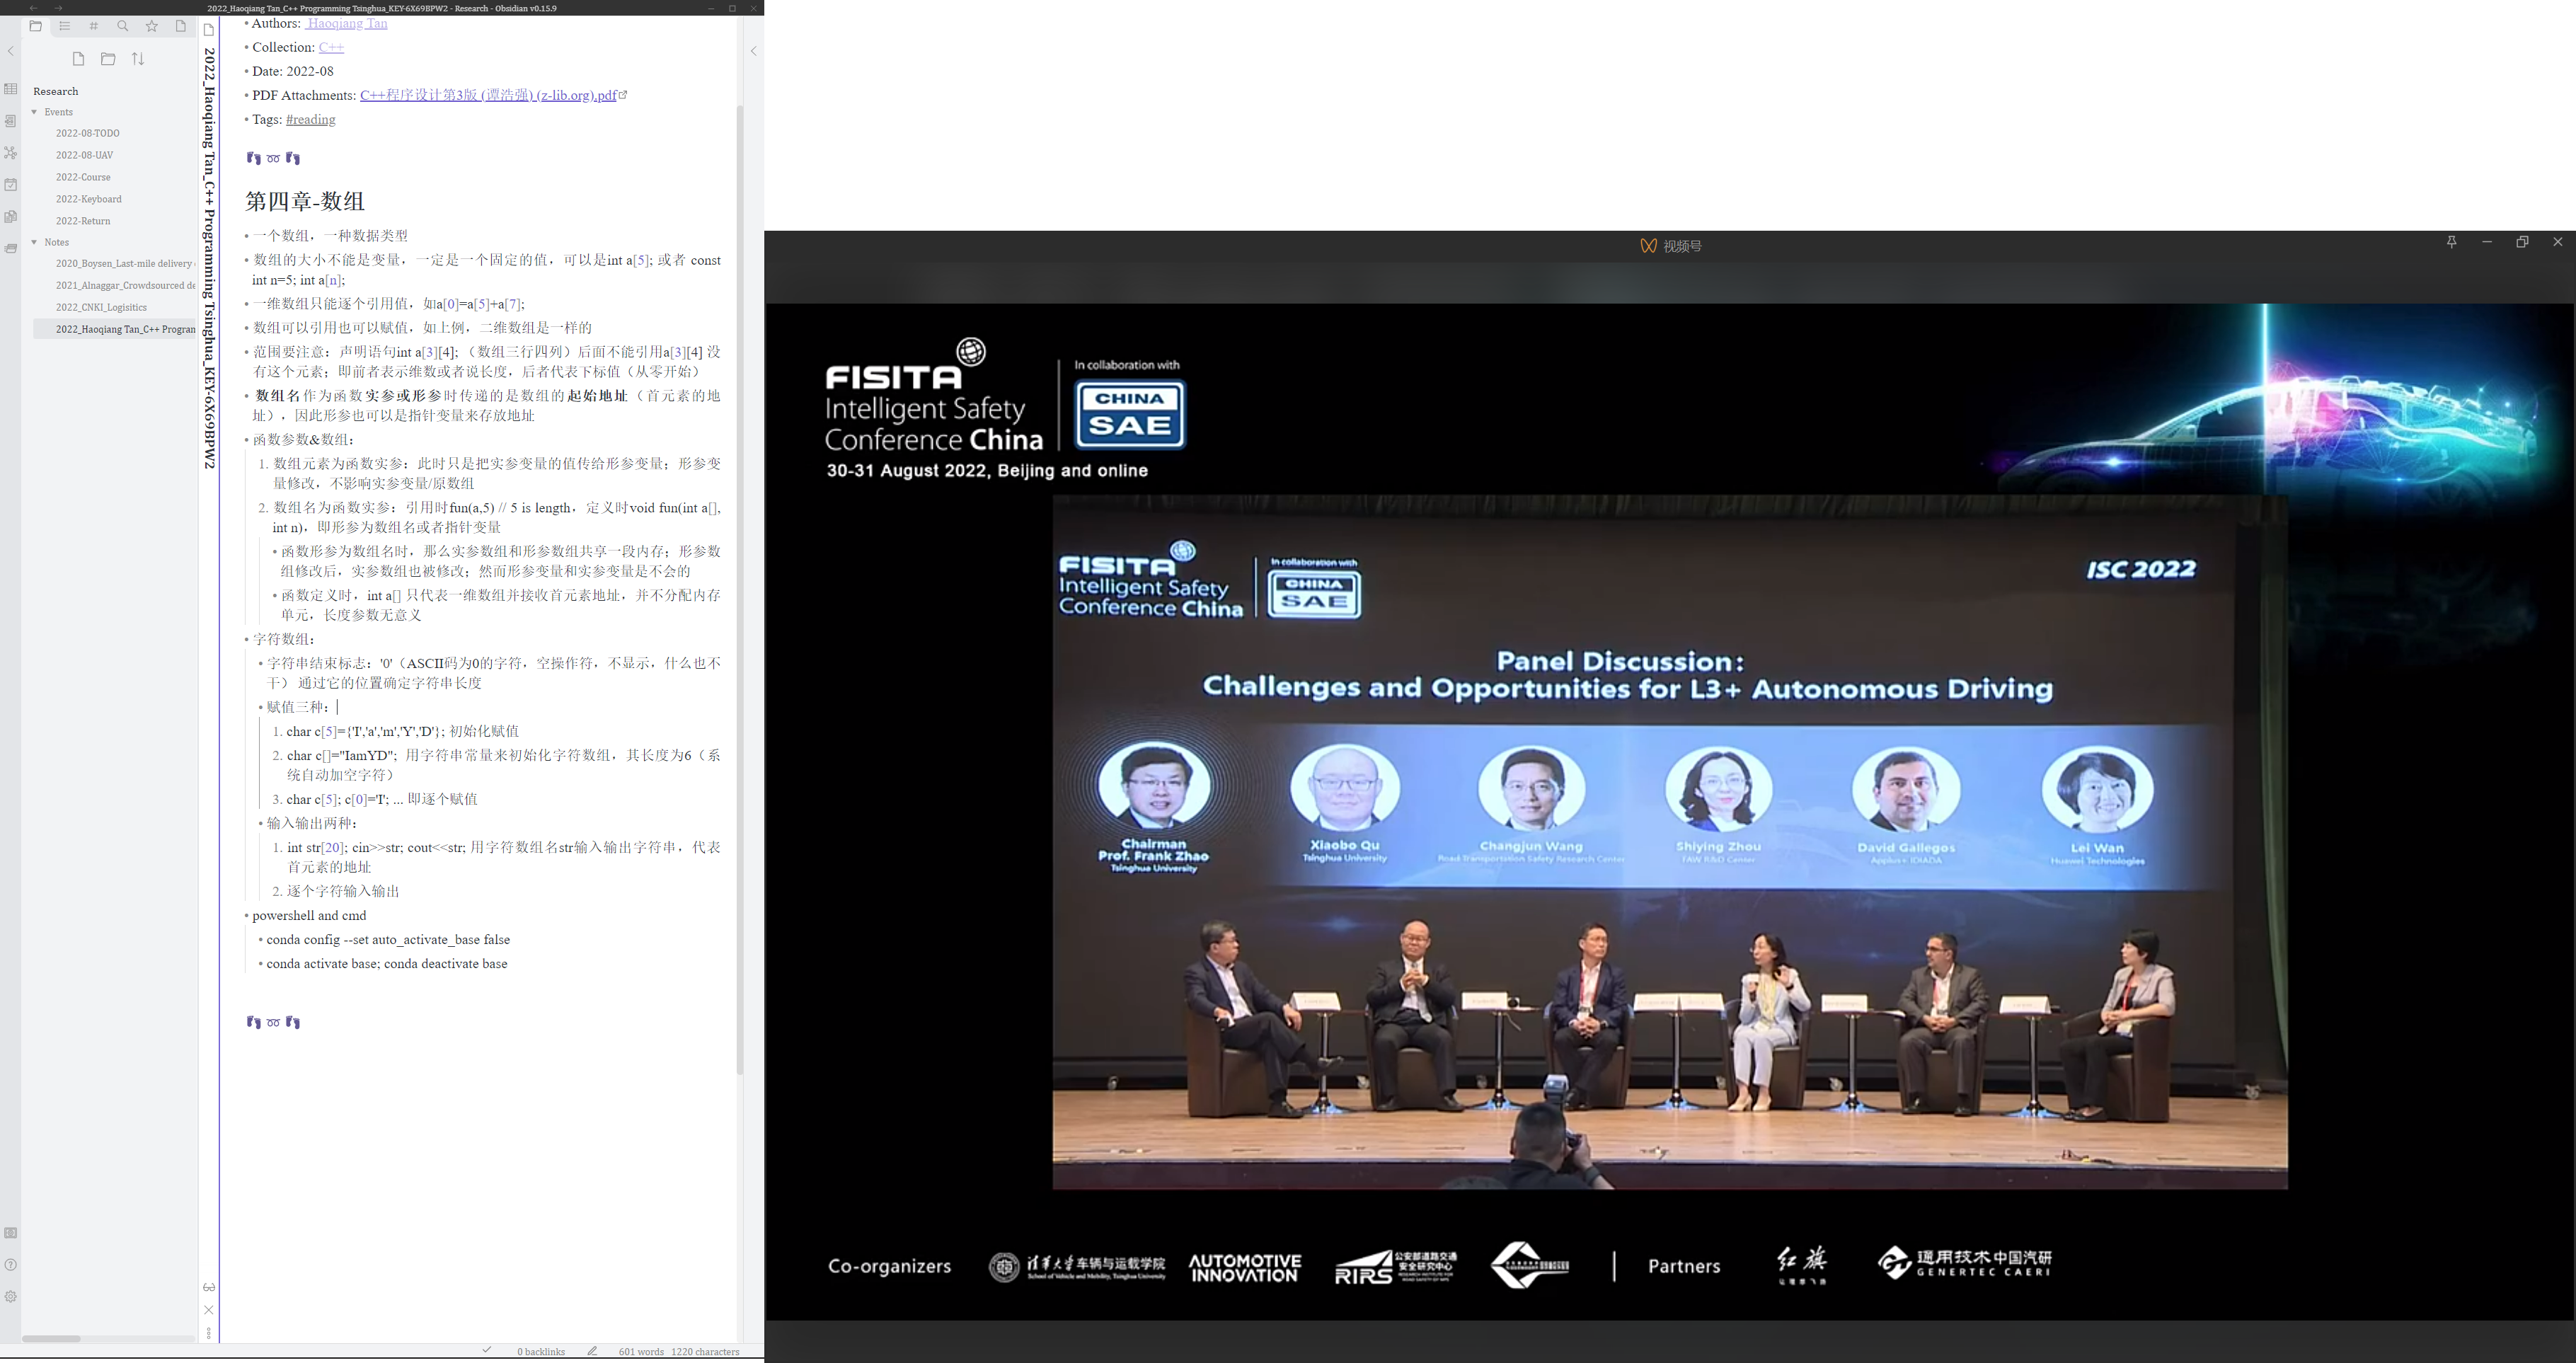 2022_Haoqiang Tan_C++ Programming Tsinghua_KEY-6X69BPW2 - Research - Obsidian v0.15.9
Research
Events
2022-08-TODO
2022-08-UAV
2022-Course
2022-Keyboard
2022-Return
Notes
2020_Boysen_Last-mile delivery
2021_Alnaggar_Crowdsourced de
2022_CNKI_Logisitics
2022_Haoqiang Tan_C++ Program
2022_Haoqiang Tan_C++ Programming Tsinghua_KEY-6X69BPW2
• Authors: Haoqiang Tan
• Collection: C++
• Date: 2022-08
• PDF Attachments: C++程序设计第3版 (谭浩强) (z-lib.org).pdf
• Tags: #reading
第四章-数组
• 一个数组，一种数据类型
• 数组的大小不能是变量，一定是一个固定的值，可以是int a[5]; 或者 const
int n=5; int a[n];
• 一维数组只能逐个引用值，如a[0]=a[5]+a[7];
• 数组可以引用也可以赋值，如上例，二维数组是一样的
• 范围要注意：声明语句int a[3][4];（数组三行四列）后面不能引用a[3][4] 没
有这个元素；即前者表示维数或者说长度，后者代表下标值（从零开始）
• 数组名作为函数实参或形参时传递的是数组的起始地址（首元素的地
址），因此形参也可以是指针变量来存放地址
• 函数参数&数组：
1. 数组元素为函数实参：此时只是把实参变量的值传给形参变量；形参变
量修改，不影响实参变量/原数组
2. 数组名为函数实参：引用时fun(a,5) // 5 is length，定义时void fun(int a[],
int n)，即形参为数组名或者指针变量
• 函数形参为数组名时，那么实参数组和形参数组共享一段内存；形参数
组修改后，实参数组也被修改；然而形参变量和实参变量是不会的
• 函数定义时，int a[] 只代表一维数组并接收首元素地址，并不分配内存
单元，长度参数无意义
• 字符数组：
• 字符串结束标志：'0'（ASCII码为0的字符，空操作符，不显示，什么也不
干） 通过它的位置确定字符串长度
• 赋值三种：
1. char c[5]={'I','a','m','Y','D'}; 初始化赋值
2. char c[]="IamYD"; 用字符串常量来初始化字符数组，其长度为6（系
统自动加空字符）
3. char c[5]; c[0]='I'; ... 即逐个赋值
• 输入输出两种：
1. int str[20]; cin>>str; cout<<str; 用字符数组名str输入输出字符串，代表
首元素的地址
2. 逐个字符输入输出
• powershell and cmd
• conda config --set auto_activate_base false
• conda activate base; conda deactivate base
0 backlinks
601 words 1220 characters
视频号
FISITA
Intelligent Safety
Conference China
In collaboration with
CHINA
SAE
30-31 August 2022, Beijing and online
FISITA
Intelligent Safety
Conference China
In collaboration with
CHINA
SAE
ISC 2022
Panel Discussion:
Challenges and Opportunities for L3+ Autonomous Driving
Chairman
Prof. Frank Zhao
Tsinghua University
Xiaobo Qu
Tsinghua University
Changjun Wang
Road Transportation Safety Research Center
Shiying Zhou
FAW R&D Center
David Gallegos
Applus+ IDIADA
Lei Wan
Huawei Technologies
Co-organizers
清华大学车辆与运载学院
School of Vehicle and Mobility, Tsinghua University
AUTOMOTIVE
INNOVATION
RIRS
公安部道路交通
安全研究中心
Partners
红旗
通用技术中国汽研
GENERTEC CAERI